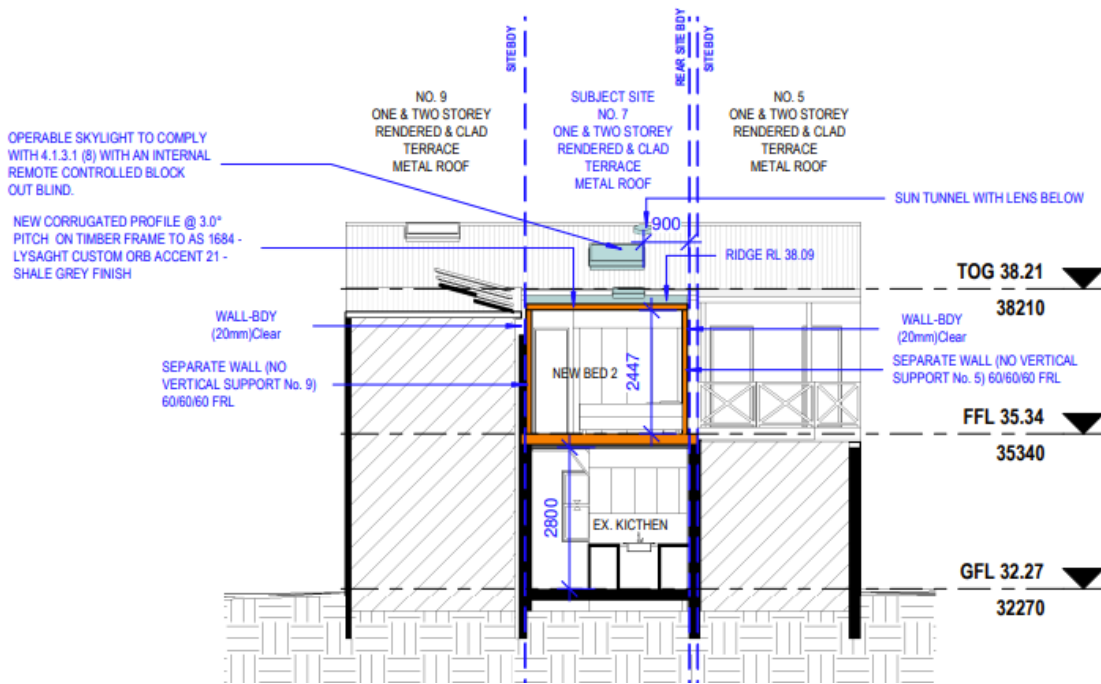 SITE BDY
REAR SITE BDY
SITE BDY
NO. 9
ONE & TWO STOREY
RENDERED & CLAD
TERRACE
METAL ROOF
SUBJECT SITE
NO. 7
ONE & TWO STOREY
RENDERED & CLAD
TERRACE
METAL ROOF
NO. 5
ONE & TWO STOREY
RENDERED & CLAD
TERRACE
METAL ROOF
OPERABLE SKYLIGHT TO COMPLY
WITH 4.1.3.1 (8) WITH AN INTERNAL
REMOTE CONTROLLED BLOCK
OUT BLIND.
SUN TUNNEL WITH LENS BELOW
NEW CORRUGATED PROFILE @ 3.0°
PITCH ON TIMBER FRAME TO AS 1684 -
LYSAGHT CUSTOM ORB ACCENT 21 -
SHALE GREY FINISH
900
RIDGE RL 38.09
TOG 38.21
38210
WALL-BDY
(20mm)Clear
WALL-BDY
(20mm)Clear
SEPARATE WALL (NO
VERTICAL SUPPORT No. 9)
60/60/60 FRL
NEW BED 2
2447
SEPARATE WALL (NO VERTICAL
SUPPORT No. 5) 60/60/60 FRL
FFL 35.34
35340
2800
EX. KICTHEN
GFL 32.27
32270